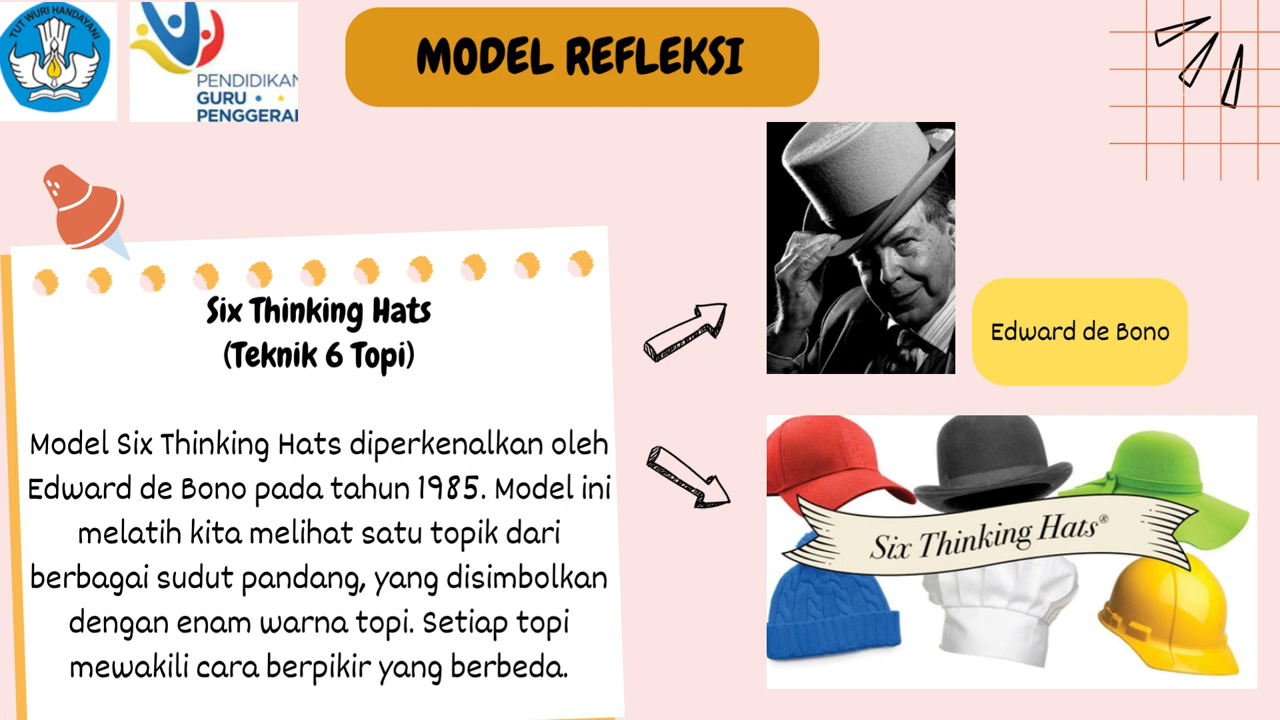 TUT WURI HANDAYANI
PENDIDIKAN
GURU
PENGGERAK
MODEL REFLEKSI
Six Thinking Hats
(Teknik 6 Topi)
Model Six Thinking Hats diperkenalkan oleh
Edward de Bono pada tahun 1985. Model ini
melatih kita melihat satu topik dari
berbagai sudut pandang, yang disimbolkan
dengan enam warna topi. Setiap topi
mewakili cara berpikir yang berbeda.
Edward de Bono
Six Thinking Hats®